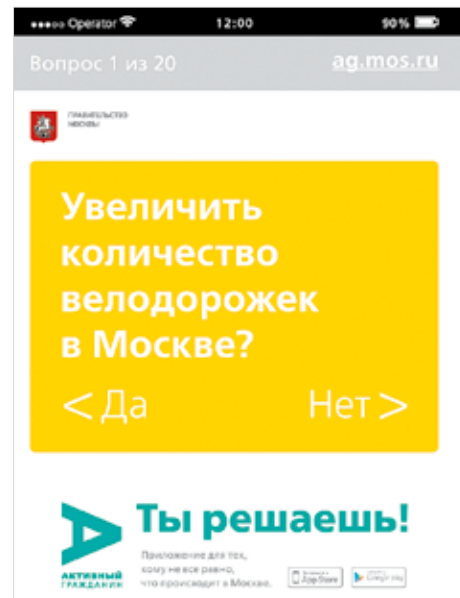 Operator 12:00 90%
Вопрос 1 из 20 ag.mos.ru
ПРАВИТЕЛЬСТВО
МОСКВЫ
Увеличить
количество
велодорожек
в Москве?
< Да Нет >
Ты решаешь!
Приложение для тех,
кому не все равно,
что происходит в Москве.
АКТИВНЫЙ
ГРАЖДАНИН
App Store Google play